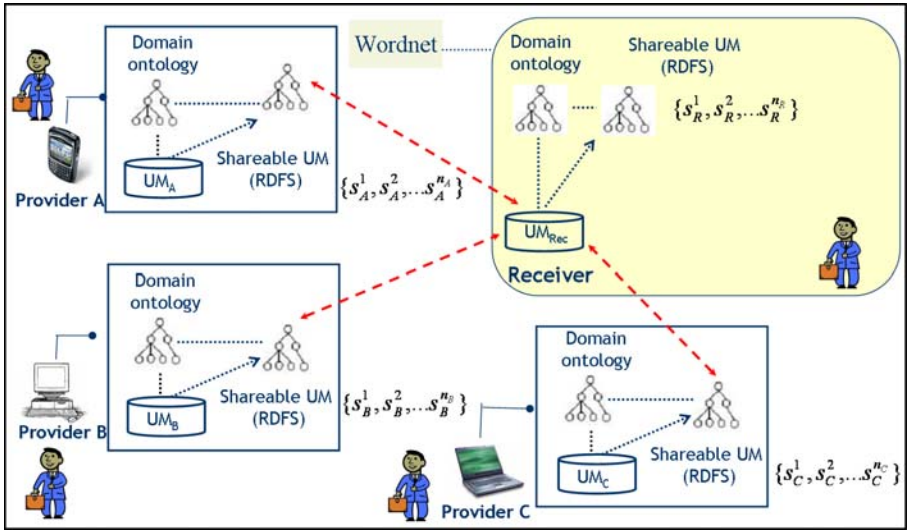 Domain
ontology
Shareable UM
(RDFS)
UM_A
Provider A
{s_A^1, s_A^2, ...s_A^{n_A}}
Wordnet
Domain
ontology
Shareable UM
(RDFS)
{s_R^1, s_R^2, ...s_R^{n_R}}
UM_Rec
Receiver
Domain
ontology
Shareable UM
(RDFS)
UM_B
Provider B
{s_B^1, s_B^2, ...s_B^{n_B}}
Domain
ontology
Shareable UM
(RDFS)
UM_C
Provider C
{s_C^1, s_C^2, ...s_C^{n_C}}